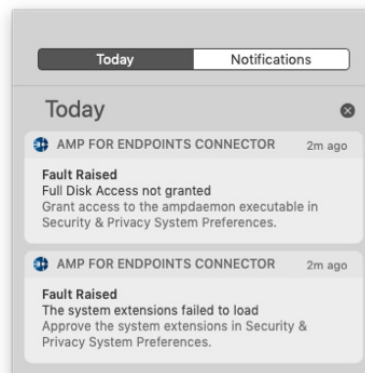 Today
Notifications
Today
AMP FOR ENDPOINTS CONNECTOR
2m ago
Fault Raised
Full Disk Access not granted
Grant access to the ampdaemon executable in
Security & Privacy System Preferences.
AMP FOR ENDPOINTS CONNECTOR
2m ago
Fault Raised
The system extensions failed to load
Approve the system extensions in Security &
Privacy System Preferences.